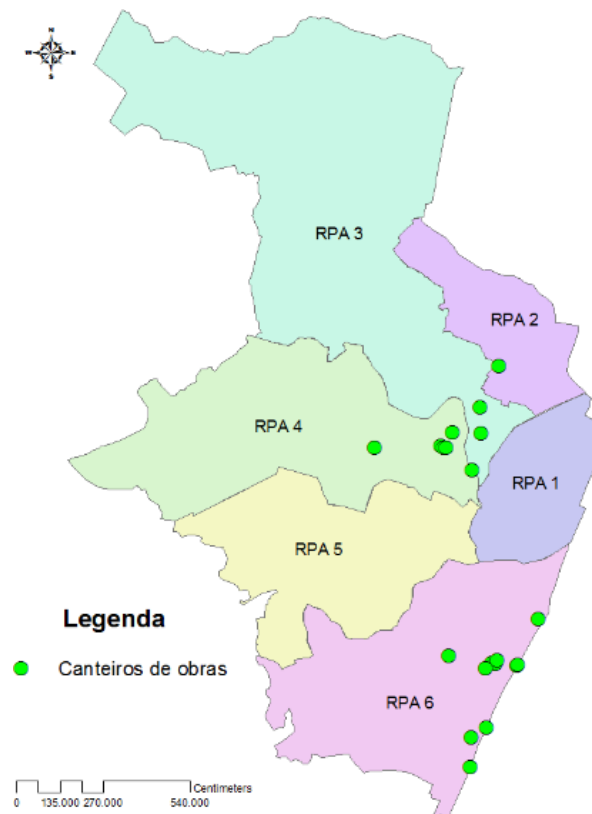 N
W E
S
RPA 3
RPA 2
RPA 4
RPA 1
RPA 5
Legenda
Canteiros de obras
RPA 6
Centimeters
0 135.000 270.000 540.000